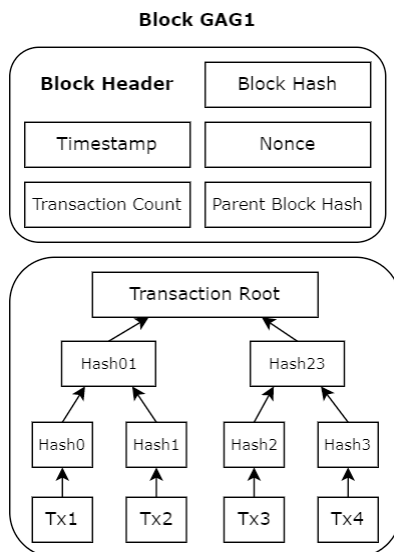 Block GAG1
Block Header
Block Hash
Timestamp
Nonce
Transaction Count
Parent Block Hash
Transaction Root
Hash01
Hash23
Hash0
Hash1
Hash2
Hash3
Tx1
Tx2
Tx3
Tx4